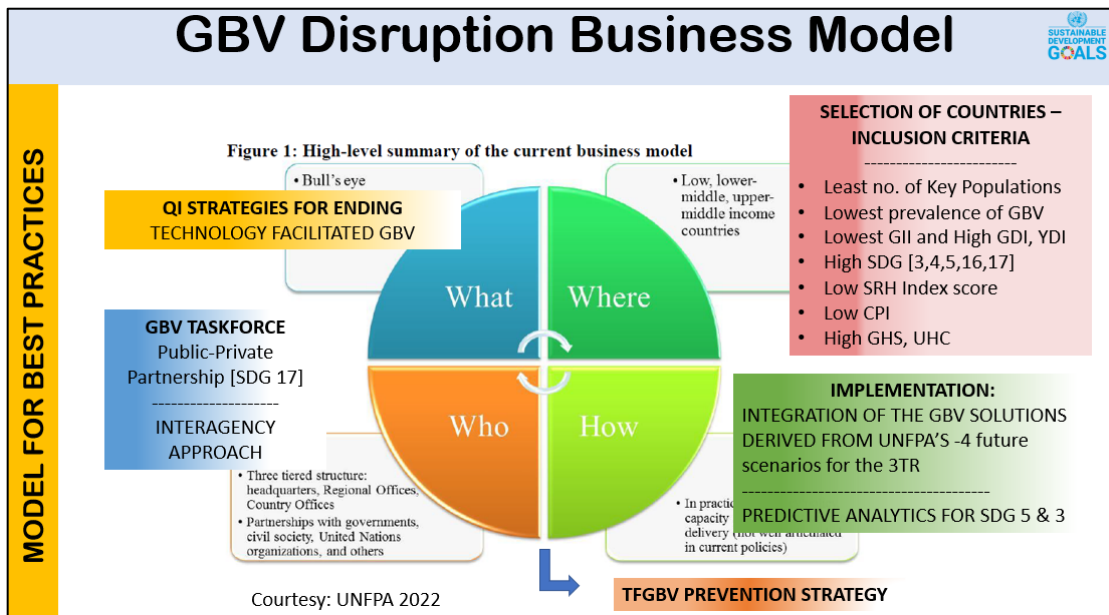 GBV Disruption Business Model
SUSTAINABLE
DEVELOPMENT
GOALS
MODEL FOR BEST PRACTICES
Figure 1: High-level summary of the current business model
• Bull's eye
QI STRATEGIES FOR ENDING
TECHNOLOGY FACILITATED GBV
• Low, lower-
middle, upper-
middle income
countries
SELECTION OF COUNTRIES –
INCLUSION CRITERIA
------------------------
• Least no. of Key Populations
• Lowest prevalence of GBV
• Lowest GII and High GDI, YDI
• High SDG [3,4,5,16,17]
• Low SRH Index score
• Low CPI
• High GHS, UHC
What
Where
Who
How
GBV TASKFORCE
Public-Private
Partnership [SDG 17]
--------------------
INTERAGENCY
APPROACH
• Three tiered structure:
headquarters, Regional Offices,
Country Offices
• Partnerships with governments,
civil society, United Nations
organizations, and others
IMPLEMENTATION:
INTEGRATION OF THE GBV SOLUTIONS
DERIVED FROM UNFPA'S -4 future
scenarios for the 3TR
---------------------------------------
PREDICTIVE ANALYTICS FOR SDG 5 & 3
• In practic
capacity
delivery (not well articulated
in current policies)
TFGBV PREVENTION STRATEGY
Courtesy: UNFPA 2022